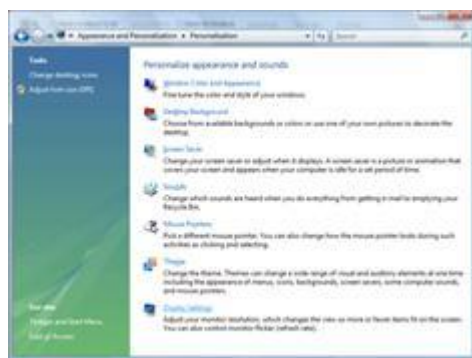 Appearance and Personalization ▸ Personalization
Search
Tasks
Change desktop icons
Adjust font size (DPI)
Personalize appearance and sounds
Window Color and Appearance
Fine tune the color and style of your windows.
Desktop Background
Choose from available backgrounds or colors or use one of your own pictures to decorate the
desktop.
Screen Saver
Change your screen saver or adjust when it displays. A screen saver is a picture or animation that
covers your screen and appears when your computer is idle for a set period of time.
Sounds
Change which sounds are heard when you do everything from getting e-mail to emptying your
Recycle Bin.
Mouse Pointers
Pick a different mouse pointer. You can also change how the mouse pointer looks during such
activities as clicking and selecting.
Theme
Change the theme. Themes can change a wide range of visual and auditory elements at one time
including the appearance of menus, icons, backgrounds, screen savers, some computer sounds,
and mouse pointers.
Display Settings
Adjust your monitor resolution, which changes the view so more or fewer items fit on the screen.
You can also control monitor flicker (refresh rate).
See also
Taskbar and Start Menu
Ease of Access